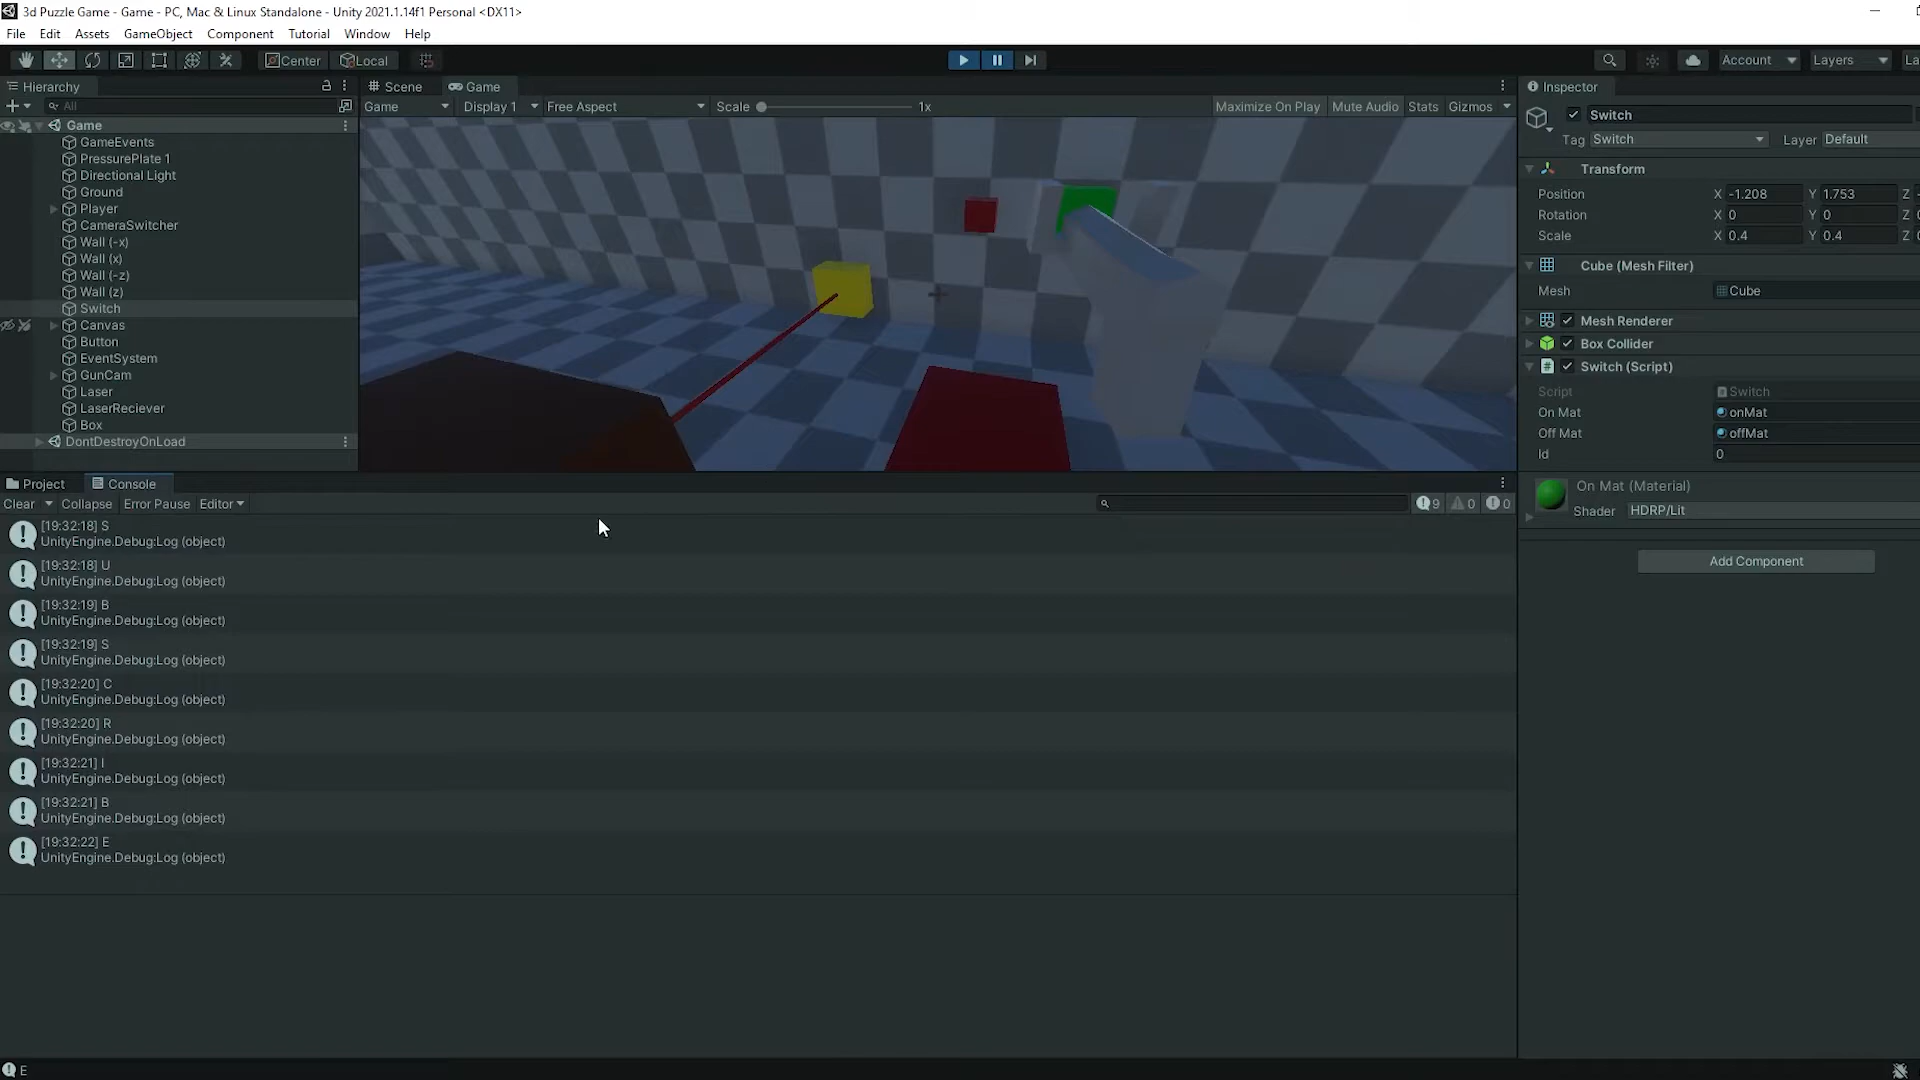 3d Puzzle Game - Game - PC, Mac & Linux Standalone - Unity 2021.1.14f1 Personal <DX11>
File Edit Assets GameObject Component Tutorial Window Help
Center Local Account Layers La
Hierarchy
All
Game
GameEvents
PressurePlate 1
Directional Light
Ground
Player
CameraSwitcher
Wall (-x)
Wall (x)
Wall (-z)
Wall (z)
Switch
Canvas
Button
EventSystem
GunCam
Laser
LaserReciever
Box
DontDestroyOnLoad
Scene Game
Game Display 1 Free Aspect Scale 1x Maximize On Play Mute Audio Stats Gizmos
Inspector
Switch
Tag Switch Layer Default
Transform
Position X -1.208 Y 1.753 Z
Rotation X 0 Y 0 Z
Scale X 0.4 Y 0.4 Z
Cube (Mesh Filter)
Mesh Cube
Mesh Renderer
Box Collider
Switch (Script)
Script Switch
On Mat onMat
Off Mat offMat
Id 0
On Mat (Material)
Shader HDRP/Lit
Add Component
Project Console
Clear Collapse Error Pause Editor 9 0 0
[19:32:18] S
UnityEngine.Debug:Log (object)
[19:32:18] U
UnityEngine.Debug:Log (object)
[19:32:19] B
UnityEngine.Debug:Log (object)
[19:32:19] S
UnityEngine.Debug:Log (object)
[19:32:20] C
UnityEngine.Debug:Log (object)
[19:32:20] R
UnityEngine.Debug:Log (object)
[19:32:21] I
UnityEngine.Debug:Log (object)
[19:32:21] B
UnityEngine.Debug:Log (object)
[19:32:22] E
UnityEngine.Debug:Log (object)
E